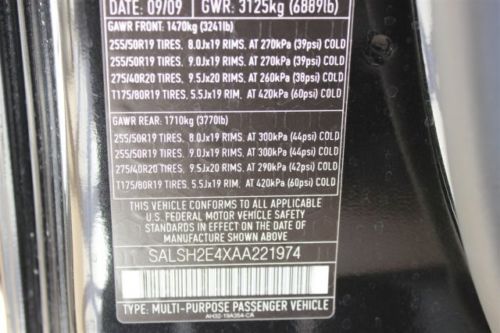 DATE: 09/09 GVWR: 3125kg (6889lb)
GAWR FRONT: 1470kg (3241lb)
255/50R19 TIRES, 8.0Jx19 RIMS. AT 270kPa (39psi) COLD
255/50R19 TIRES, 9.0Jx19 RIMS. AT 270kPa (39psi) COLD
275/40R20 TIRES, 9.5Jx20 RIMS. AT 260kPa (38psi) COLD
T175/80R19 TIRES, 5.5Jx19 RIM. AT 420kPa (60psi) COLD
GAWR REAR: 1710kg (3770lb)
255/50R19 TIRES, 8.0Jx19 RIMS. AT 300kPa (44psi) COLD
255/50R19 TIRES, 9.0Jx19 RIMS. AT 300kPa (44psi) COLD
275/40R20 TIRES, 9.5Jx20 RIMS. AT 290kPa (42psi) COLD
T175/80R19 TIRES, 5.5Jx19 RIM. AT 420kPa (60psi) COLD
THIS VEHICLE CONFORMS TO ALL APPLICABLE
U.S. FEDERAL MOTOR VEHICLE SAFETY
STANDARDS IN EFFECT ON THE DATE OF
MANUFACTURE SHOWN ABOVE
SALSH2E4XAA221974
TYPE: MULTI-PURPOSE PASSENGER VEHICLE
AH32-19A354-CA